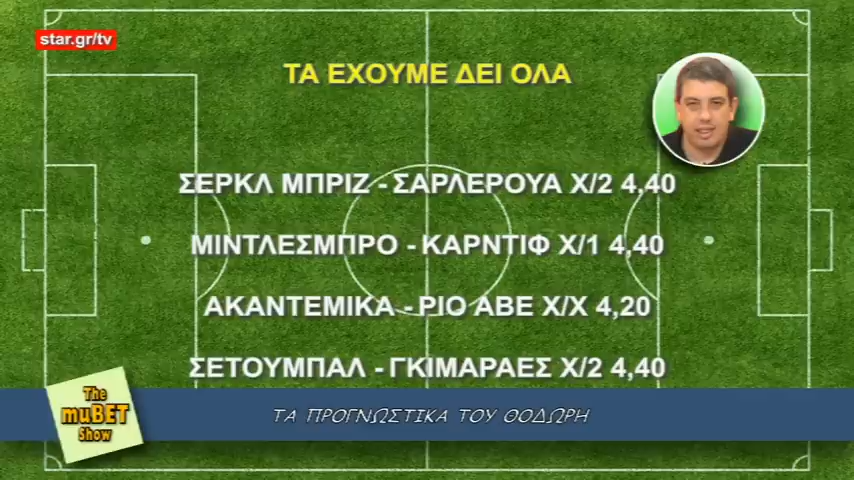 star.gr/tv
ΤΑ ΕΧΟΥΜΕ ΔΕΙ ΟΛΑ
ΣΕΡΚΛ ΜΠΡΙΖ - ΣΑΡΛΕΡΟΥΑ Χ/2 4,40
ΜΙΝΤΛΕΣΜΠΡΟ - ΚΑΡΝΤΙΦ Χ/1 4,40
ΑΚΑΝΤΕΜΙΚΑ - ΡΙΟ ΑΒΕ Χ/Χ 4,20
ΣΕΤΟΥΜΠΑΛ - ΓΚΙΜΑΡΑΕΣ Χ/2 4,40
The
muBET
Show
ΤΑ ΠΡΟΓΝΩΣΤΙΚΑ ΤΟΥ ΘΟΔΩΡΗ